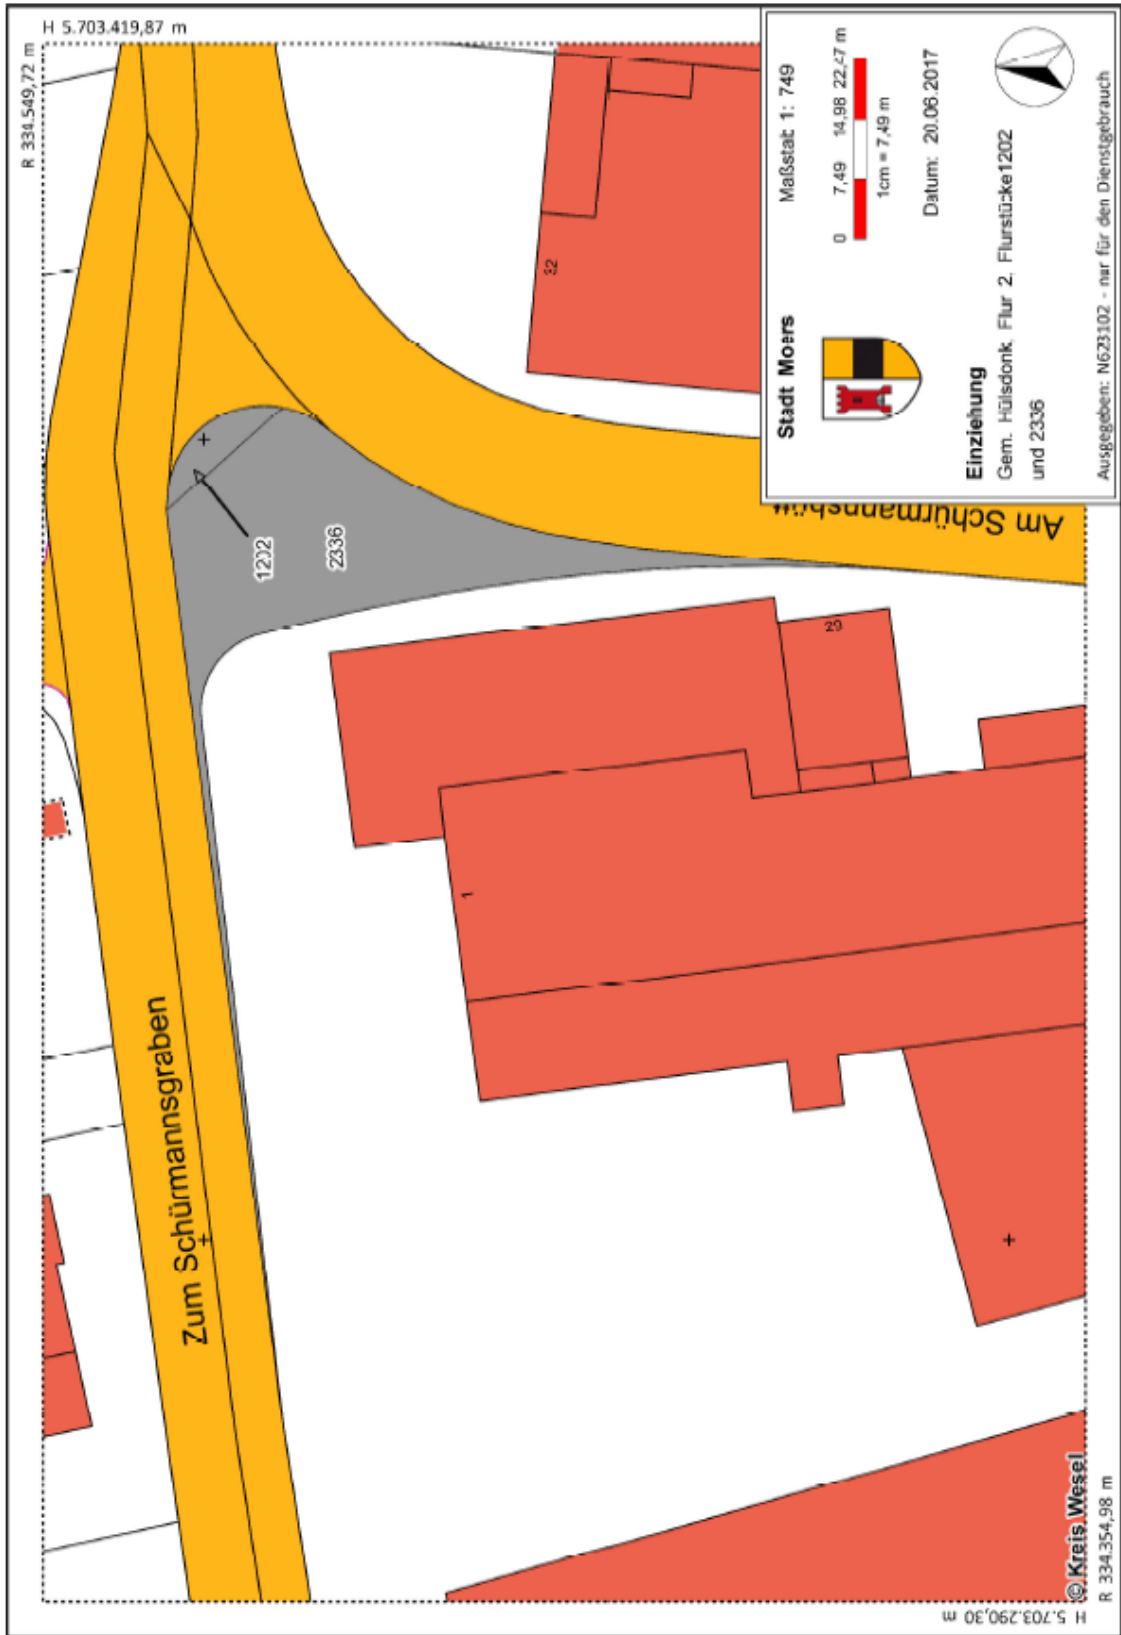 H 5.703.419,87 m
R 334.549,72 m
Stadt Moers
Maßstab 1: 749
0 7,49 14,98 22,47 m
1cm = 7,49 m
Datum: 20.06.2017
Einziehung
Gem. Hülsdonk, Flur 2, Flurstücke1202
und 2336
Ausgegeben: N623102 - nur für den Dienstgebrauch
32
1202
2336
Am Schürmannshütt
29
1
Zum Schürmannsgraben
© Kreis Wesel
R 334.354,98 m
H 5.703.290,30 m